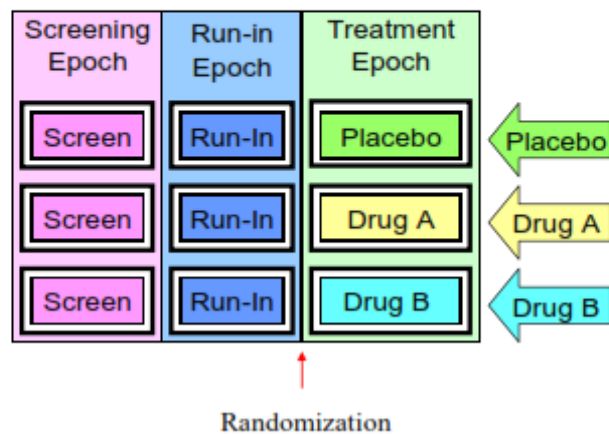 Screening Epoch
Run-in Epoch
Treatment Epoch
Screen
Run-In
Placebo
Placebo
Screen
Run-In
Drug A
Drug A
Screen
Run-In
Drug B
Drug B
Randomization